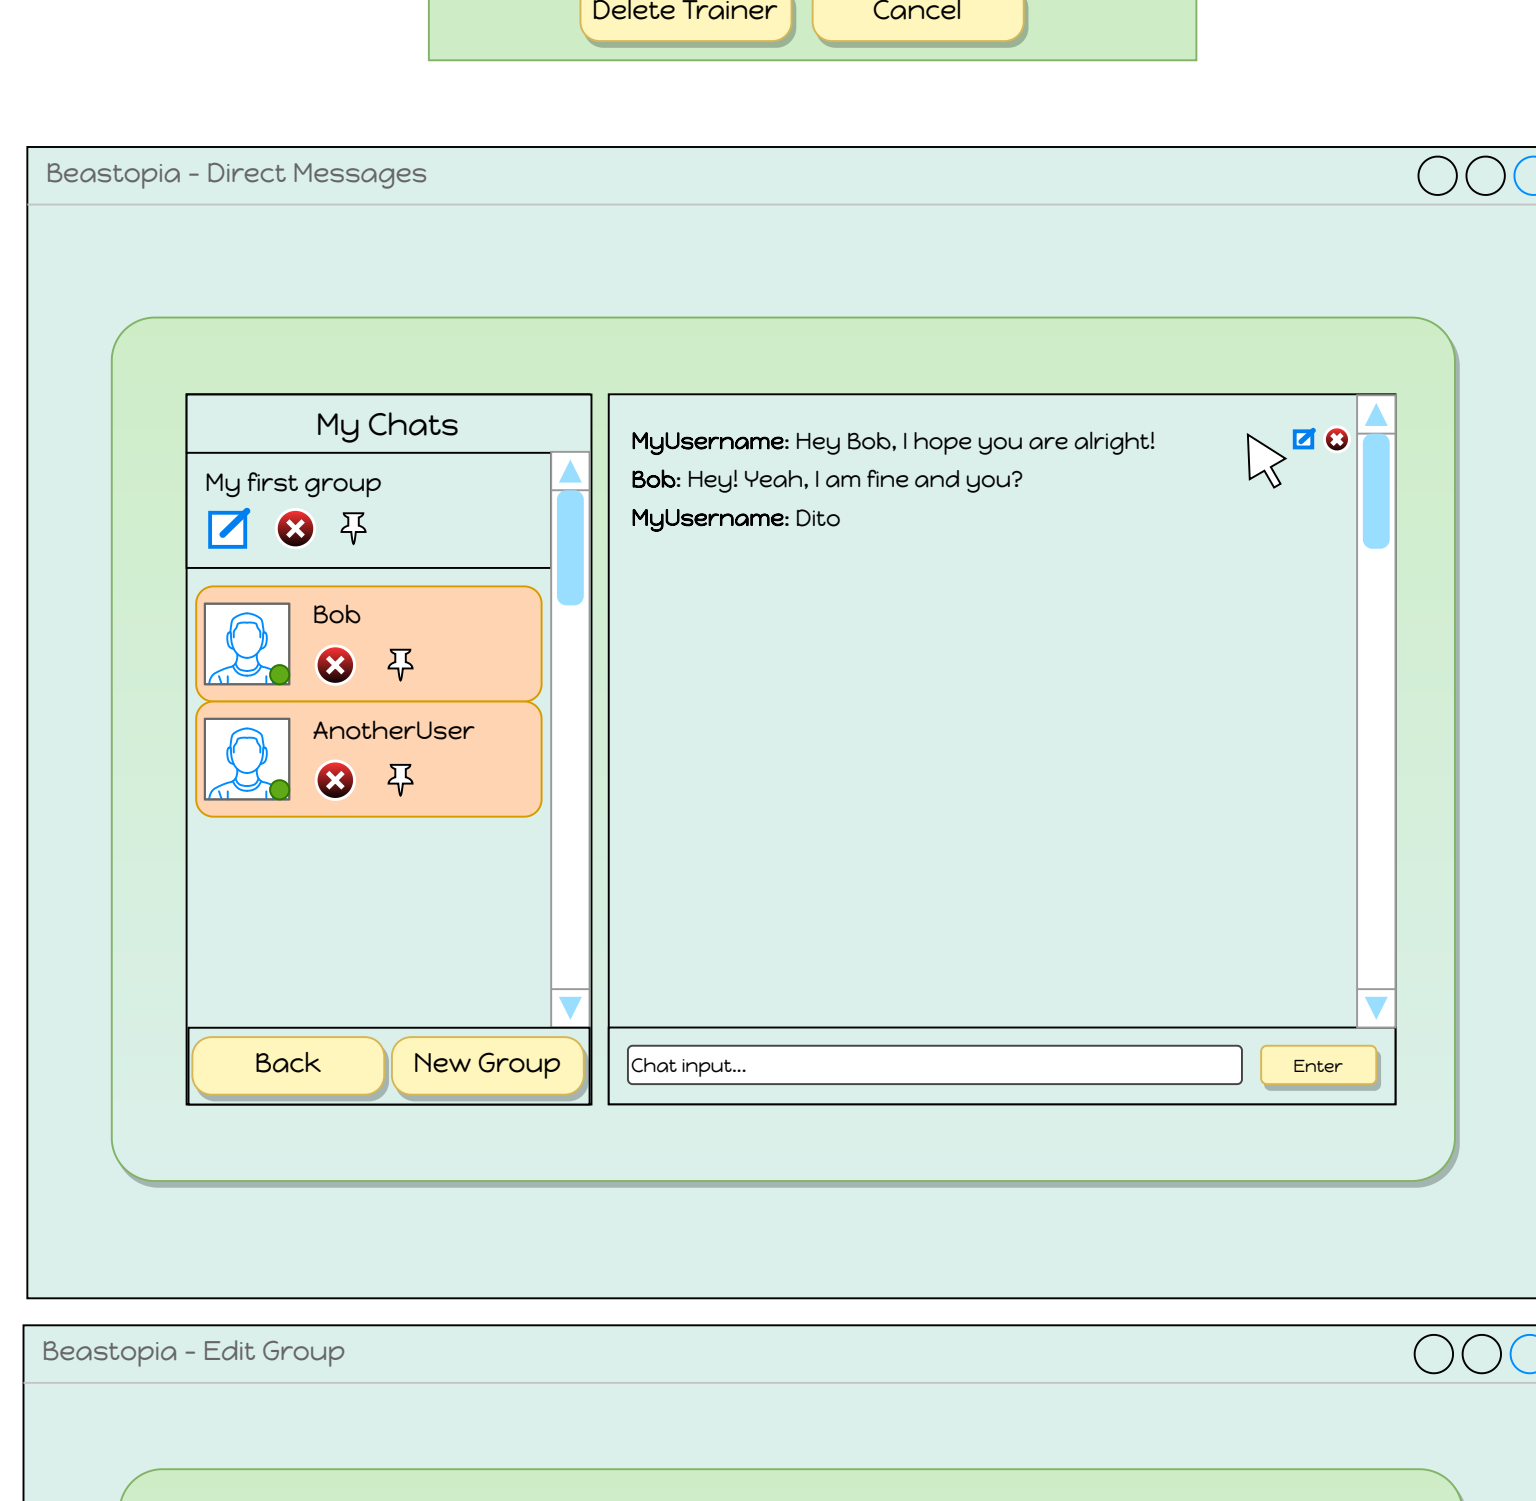 Delete Trainer
Cancel
Beastopia - Direct Messages
My Chats
My first group
Bob
AnotherUser
Back
New Group
MyUsername: Hey Bob, I hope you are alright!
Bob: Hey! Yeah, I am fine and you?
MyUsername: Dito
Chat input...
Enter
Beastopia - Edit Group